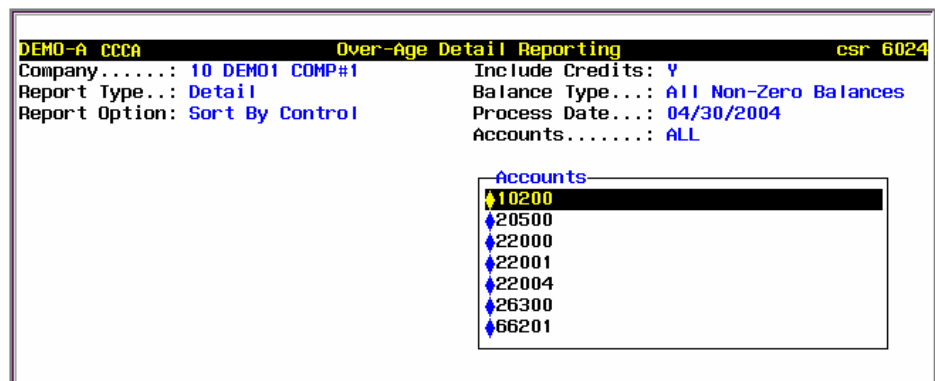 DEMO-A CCCA Over-Age Detail Reporting csr 6024
Company......: 10 DEMO1 COMP#1 Include Credits: Y
Report Type..: Detail Balance Type...: All Non-Zero Balances
Report Option: Sort By Control Process Date...: 04/30/2004
Accounts.......: ALL
Accounts
10200
20500
22000
22001
22004
26300
66201